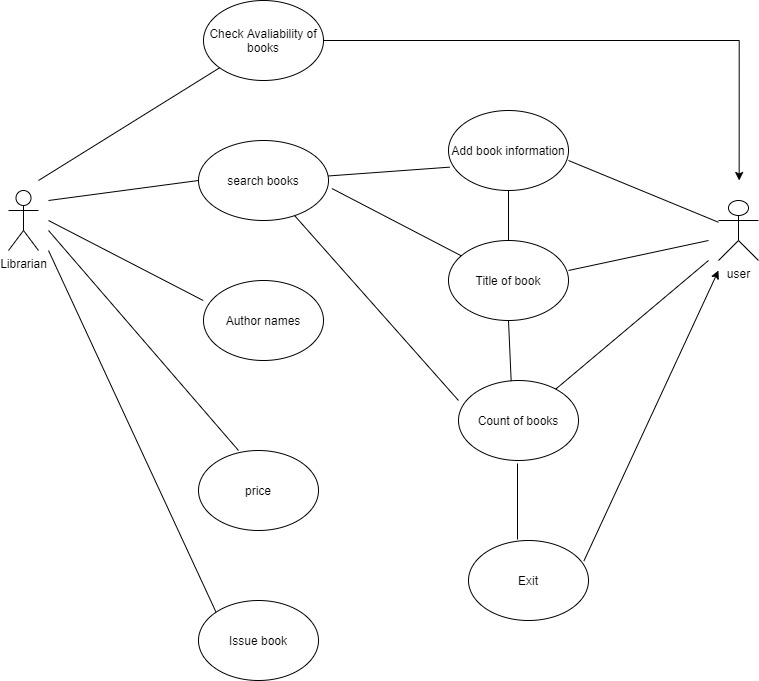 Check Avaliability of
books
Add book information
search books
Librarian
user
Title of book
Author names
Count of books
price
Exit
Issue book